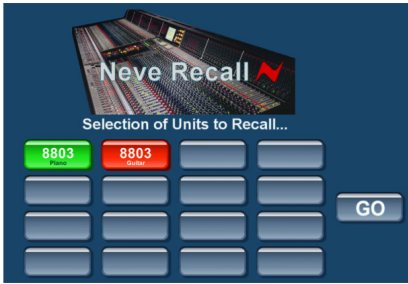 Neve Recall
Selection of Units to Recall...
8803 8803
Piano Guitar
GO